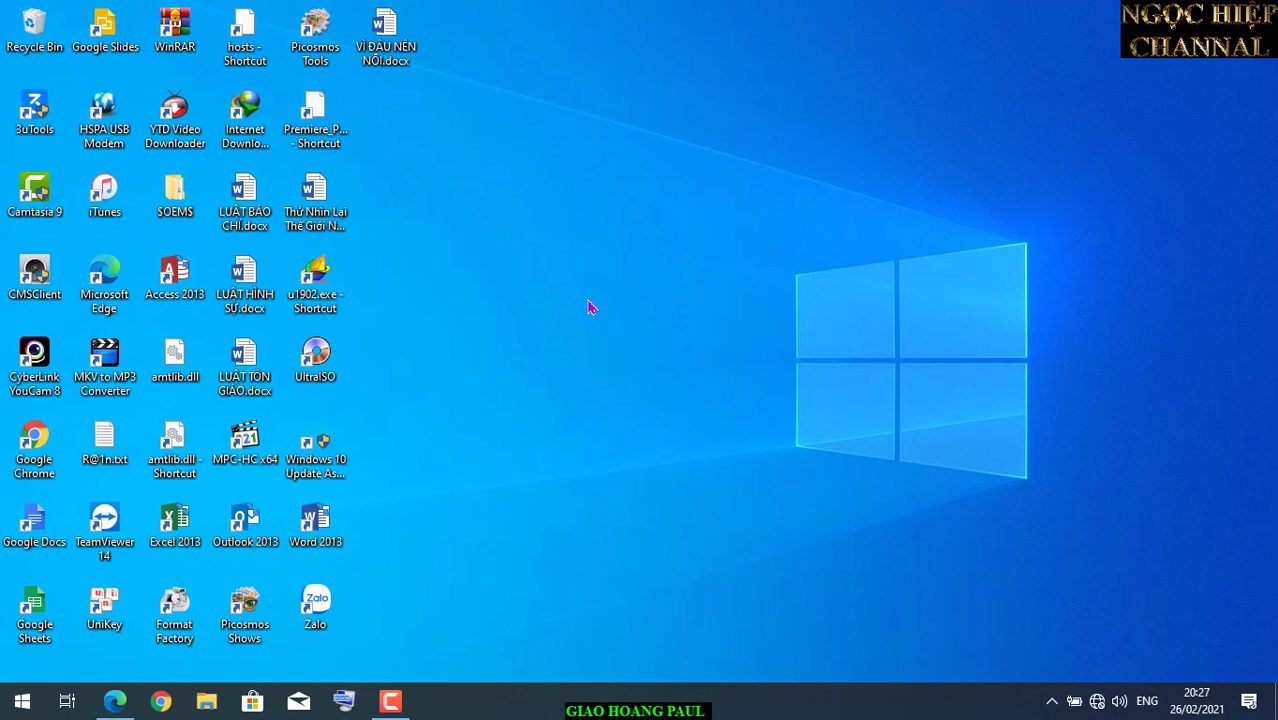 NGỌC HIỆP
CHANNAL
Recycle Bin
Google Slides
WinRAR
hosts -
Shortcut
Picosmos
Tools
VÌ ĐÂU NÊN
NỖI.docx
3uTools
HSPA USB
Modem
YTD Video
Downloader
Internet
Downlo...
Premiere_P...
- Shortcut
Camtasia 9
iTunes
$OEM$
LUẬT BÁO
CHÍ.docx
Thử Nhìn Lại
Thế Giới N...
CMSClient
Microsoft
Edge
Access 2013
LUẬT HÌNH
SỰ.docx
u1902.exe -
Shortcut
CyberLink
YouCam 8
MKV to MP3
Converter
amtlib.dll
LUẬT TÔN
GIÁO.docx
UltraISO
Google
Chrome
R@1n.txt
amtlib.dll -
Shortcut
321
MPC-HC x64
Windows 10
Update As...
Google Docs
TeamViewer
14
Excel 2013
Outlook 2013
Word 2013
Google
Sheets
UniKey
Format
Factory
Picosmos
Shows
Zalo
Zalo
ENG
20:27
26/02/2021
GIAO HOANG PAUL